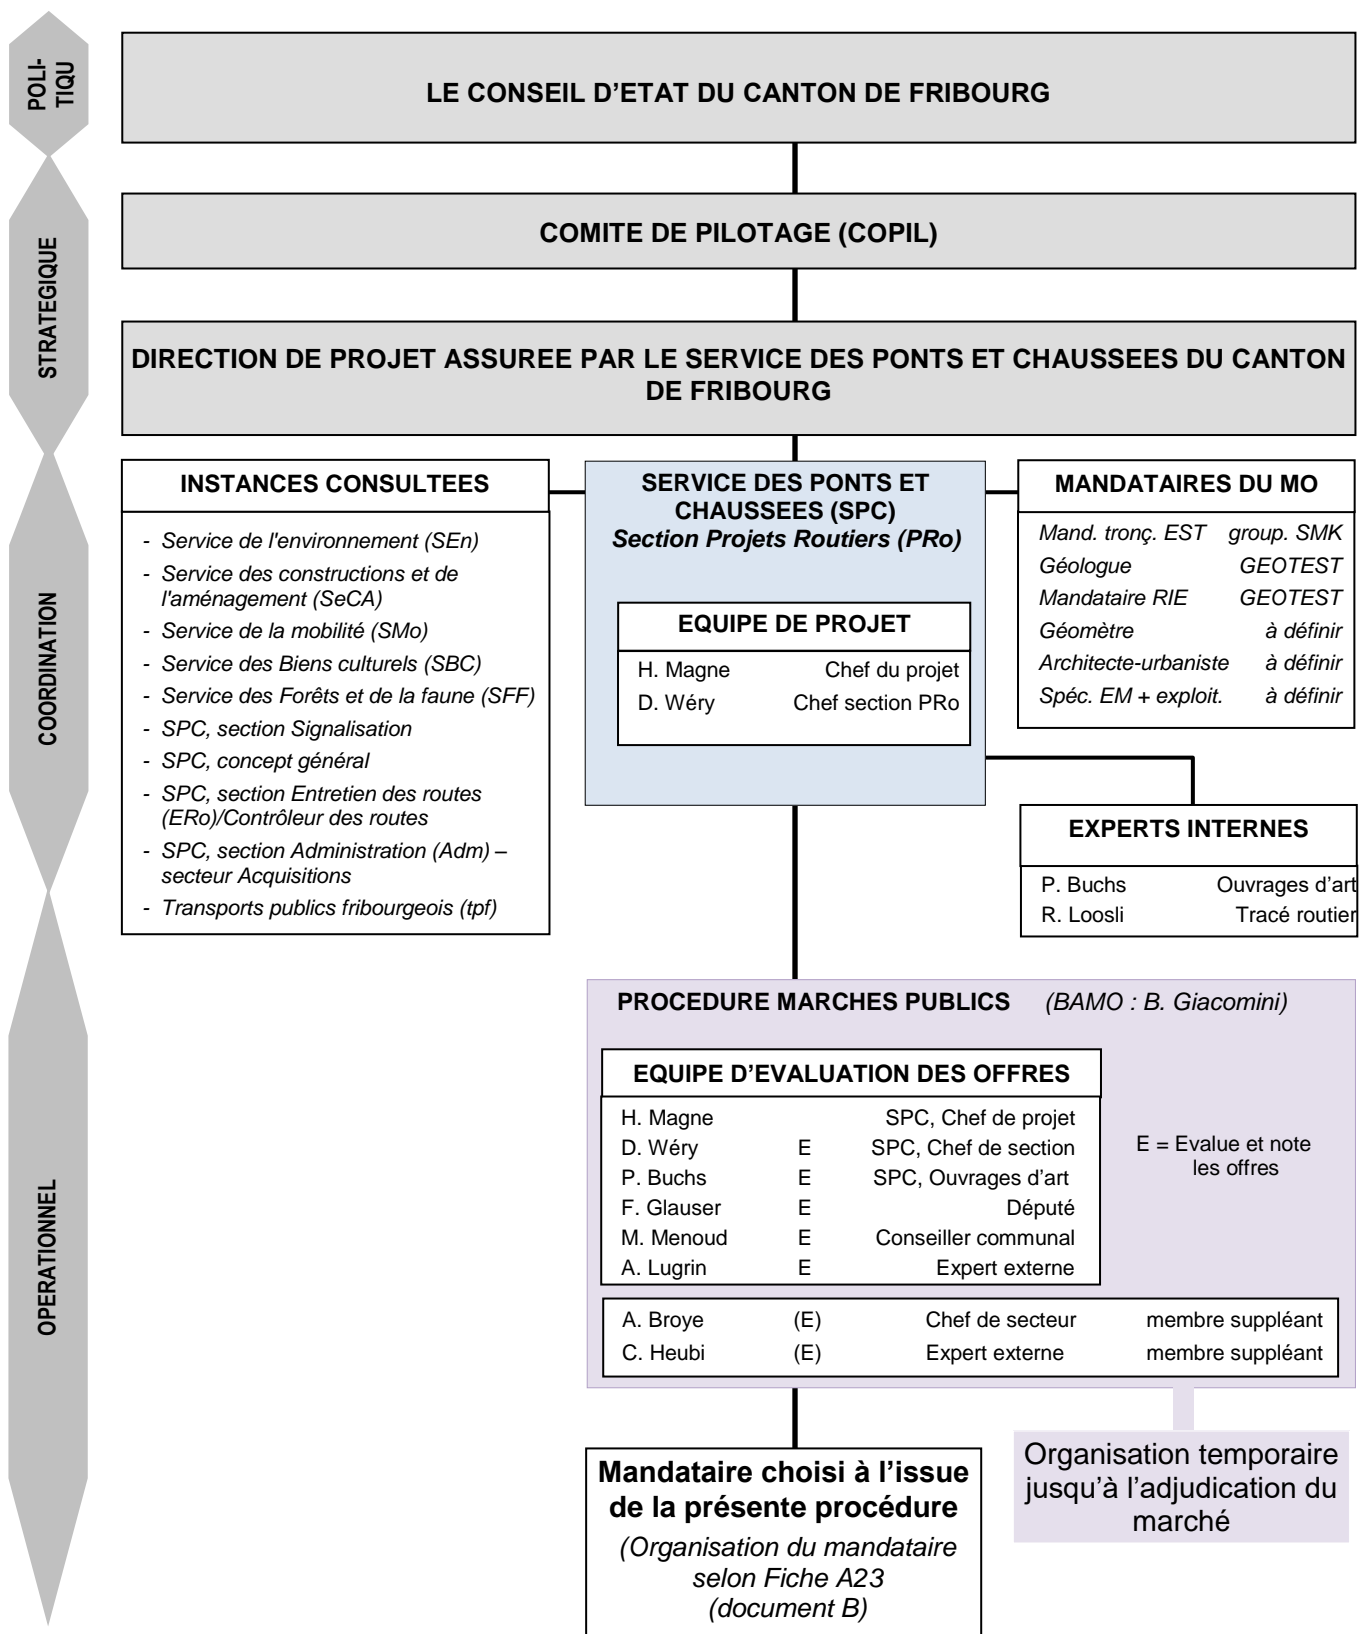 POLI-
TIQU
LE CONSEIL D'ETAT DU CANTON DE FRIBOURG
STRATEGIQUE
COMITE DE PILOTAGE (COPIL)
DIRECTION DE PROJET ASSUREE PAR LE SERVICE DES PONTS ET CHAUSSEES DU CANTON
DE FRIBOURG
COORDINATION
INSTANCES CONSULTEES
- Service de l'environnement (SEn)
- Service des constructions et de
l'aménagement (SeCA)
- Service de la mobilité (SMo)
- Service des Biens culturels (SBC)
- Service des Forêts et de la faune (SFF)
- SPC, section Signalisation
- SPC, concept général
- SPC, section Entretien des routes
(ERo)/Contrôleur des routes
- SPC, section Administration (Adm) –
secteur Acquisitions
- Transports publics fribourgeois (tpf)
SERVICE DES PONTS ET
CHAUSSEES (SPC)
Section Projets Routiers (PRo)
EQUIPE DE PROJET
H. Magne Chef du projet
D. Wéry Chef section PRo
MANDATAIRES DU MO
Mand. tronç. EST group. SMK
Géologue GEOTEST
Mandataire RIE GEOTEST
Géomètre à définir
Architecte-urbaniste à définir
Spéc. EM + exploit. à définir
EXPERTS INTERNES
P. Buchs Ouvrages d'art
R. Loosli Tracé routier
OPERATIONNEL
PROCEDURE MARCHES PUBLICS (BAMO : B. Giacomini)
EQUIPE D'EVALUATION DES OFFRES
H. Magne SPC, Chef de projet
D. Wéry E SPC, Chef de section
P. Buchs E SPC, Ouvrages d'art
F. Glauser E Député
M. Menoud E Conseiller communal
A. Lugrin E Expert externe
E = Evalue et note
les offres
A. Broye (E) Chef de secteur membre suppléant
C. Heubi (E) Expert externe membre suppléant
Mandataire choisi à l'issue
de la présente procédure
(Organisation du mandataire
selon Fiche A23
(document B)
Organisation temporaire
jusqu'à l'adjudication du
marché